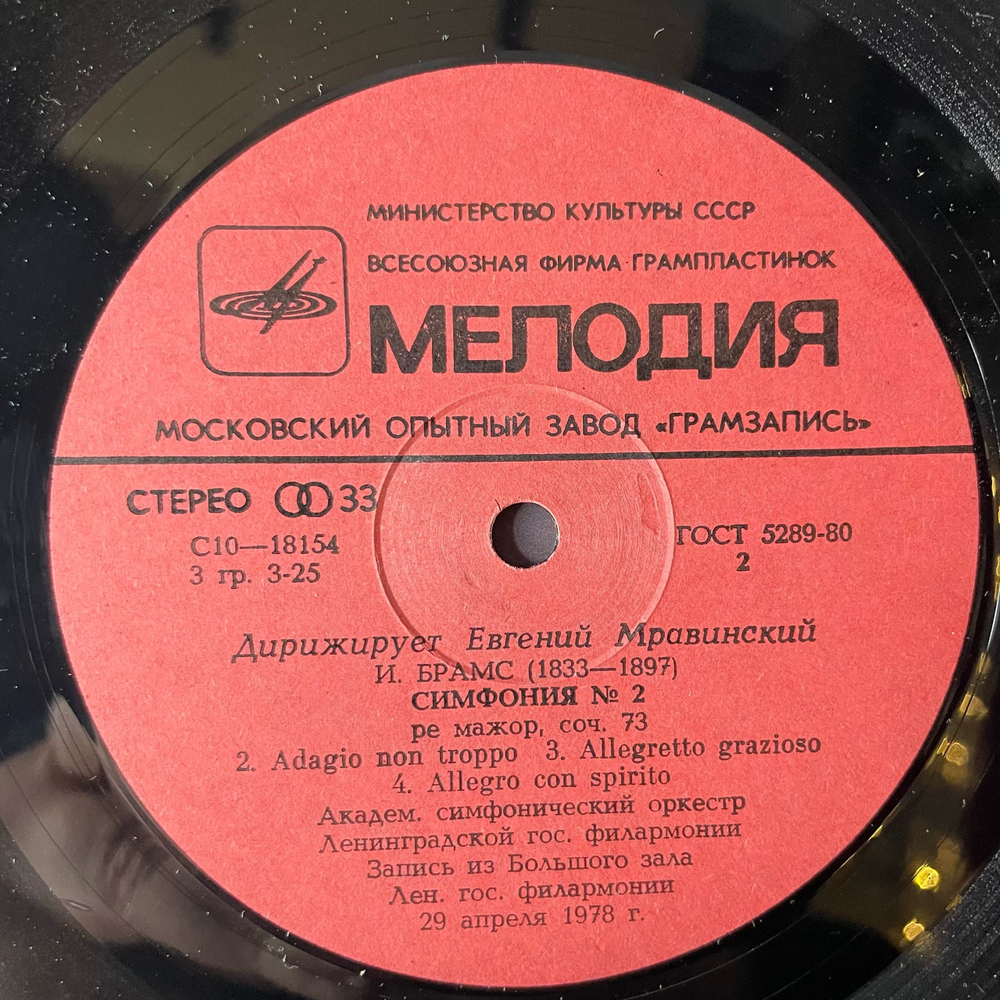 МИНИСТЕРСТВО КУЛЬТУРЫ СССР
ВСЕСОЮЗНАЯ ФИРМА ГРАМПЛАСТИНОК
МЕЛОДИЯ
МОСКОВСКИЙ ОПЫТНЫЙ ЗАВОД «ГРАМЗАПИСЬ»
СТЕРЕО 33
С10—18154
ГОСТ 5289-80
3 гр. 3-25
2
Дирижирует Евгений Мравинский
И. БРАМС (1833—1897)
СИМФОНИЯ № 2
ре мажор, соч. 73
2. Adagio non troppo 3. Allegretto grazioso
4. Allegro con spirito
Академ. симфонический оркестр
Ленинградской гос. филармонии
Запись из Большого зала
Лен. гос. филармонии
29 апреля 1978 г.